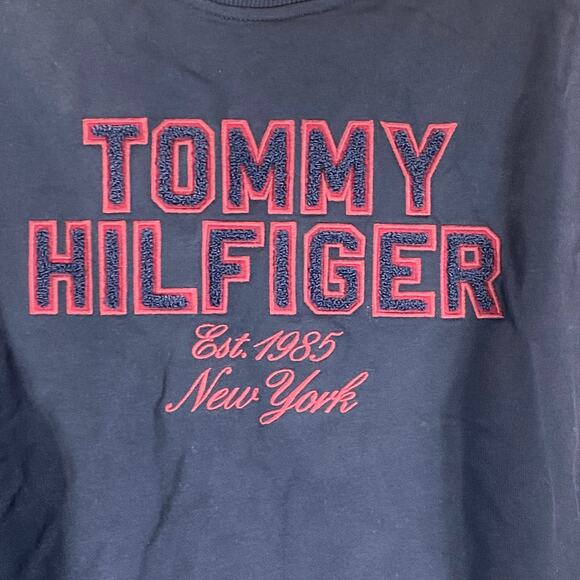 TOMMY
HILFIGER
Est. 1985
New York